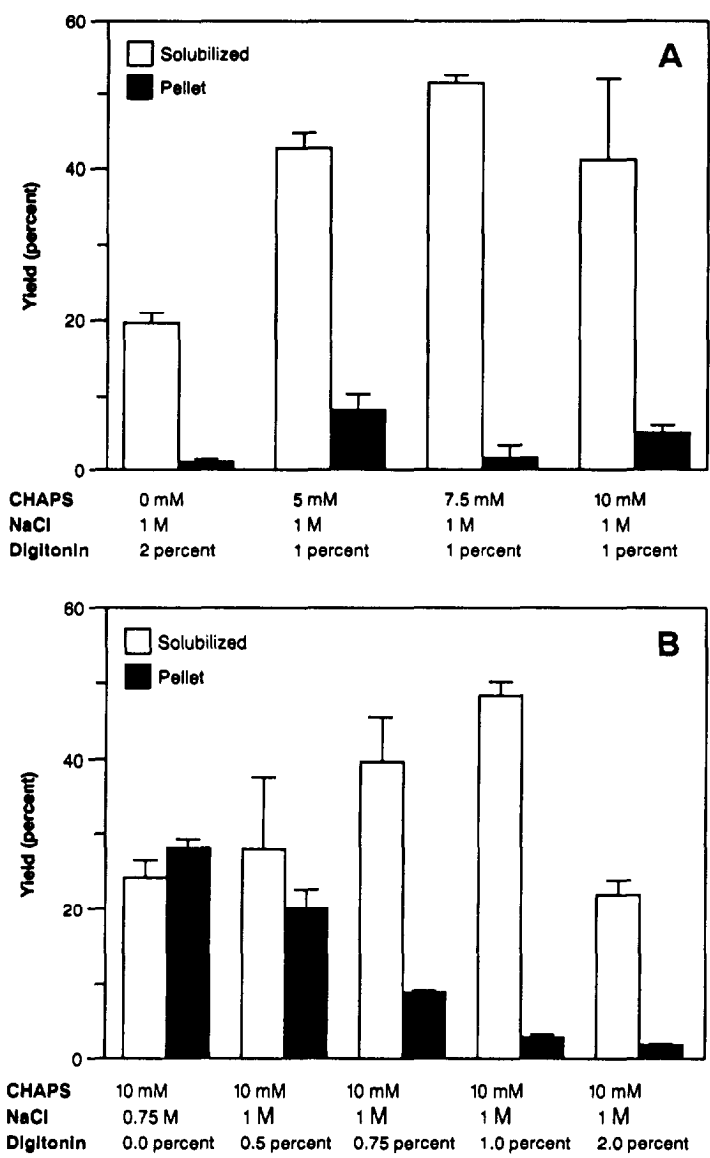 60
Solubilized
A
Pellet
40
Yield (percent)
20
0
CHAPS 0 mM 5 mM 7.5 mM 10 mM
NaCl 1 M 1 M 1 M 1 M
Digitonin 2 percent 1 percent 1 percent 1 percent
60
Solubilized
B
Pellet
40
Yield (percent)
20
0
CHAPS 10 mM 10 mM 10 mM 10 mM 10 mM
NaCl 0.75 M 1 M 1 M 1 M 1 M
Digitonin 0.0 percent 0.5 percent 0.75 percent 1.0 percent 2.0 percent